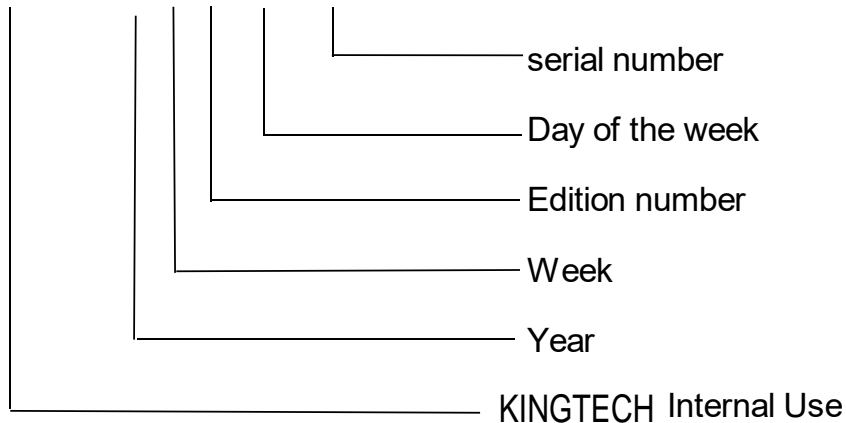 serial number
Day of the week
Edition number
Week
Year
KINGTECH Internal Use